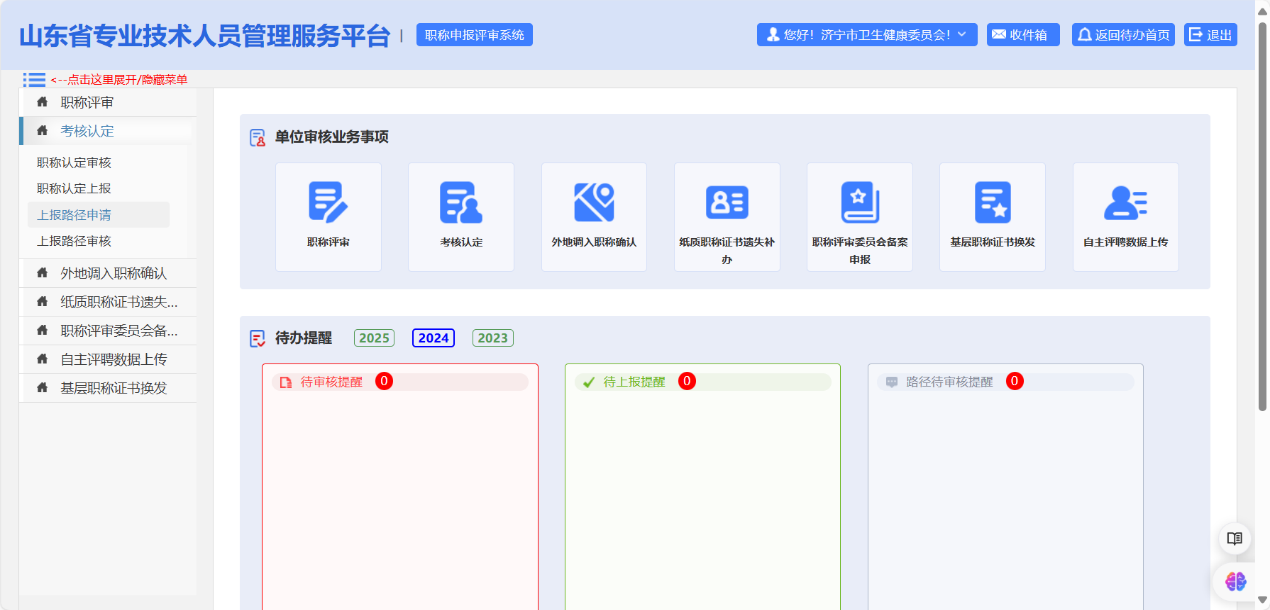 山东省专业技术人员管理服务平台 | 职称申报评审系统
您好！济宁市卫生健康委员会! 收件箱 返回待办首页 退出
<--点击这里展开/隐藏菜单
职称评审
考核认定
职称认定审核
职称认定上报
上报路径申请
上报路径审核
外地调入职称确认
纸质职称证书遗失...
职称评审委员会备...
自主评聘数据上传
基层职称证书换发
单位审核业务事项
职称评审
考核认定
外地调入职称确认
纸质职称证书遗失补
办
职称评审委员会备案
申报
基层职称证书换发
自主评聘数据上传
待办提醒 2025 2024 2023
待审核提醒 0
待上报提醒 0
路径待审核提醒 0